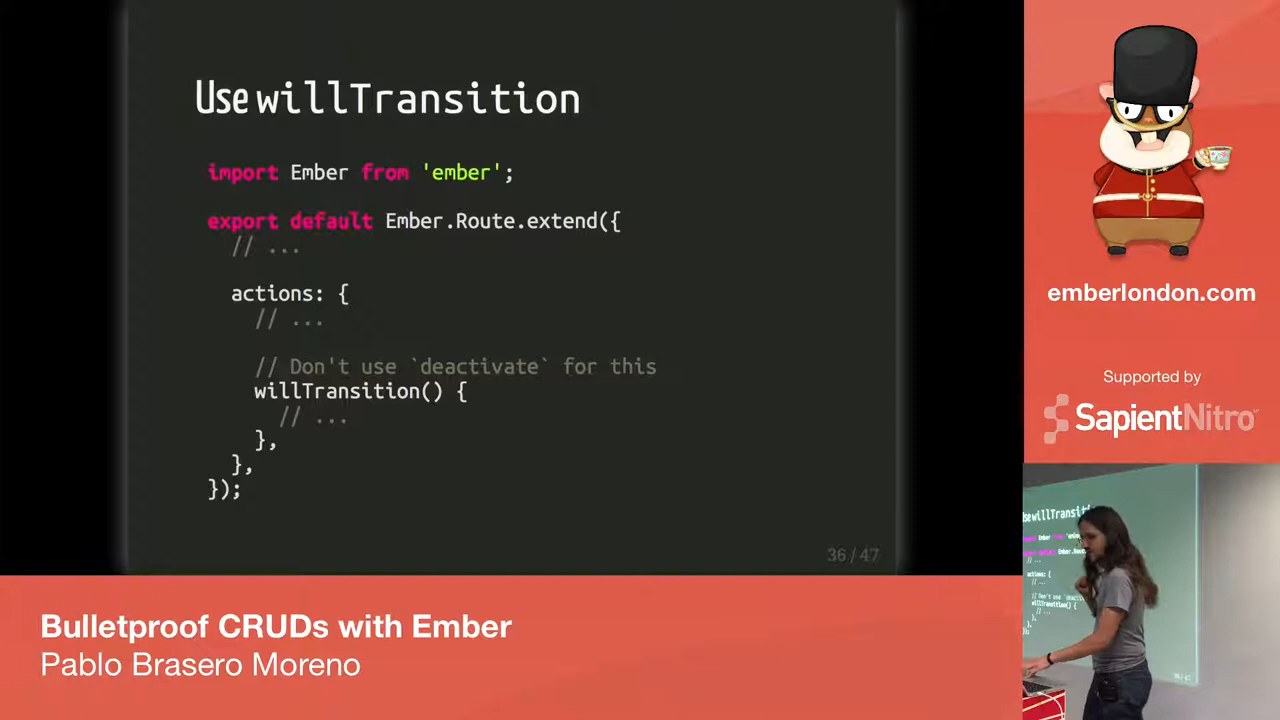 Use willTransition
import Ember from 'ember';
export default Ember.Route.extend({
// ...
actions: {
// ...
// Don't use `deactivate` for this
willTransition() {
// ...
},
},
});
36 / 47
emberlondon.com
Supported by
SapientNitro
Bulletproof CRUDs with Ember
Pablo Brasero Moreno